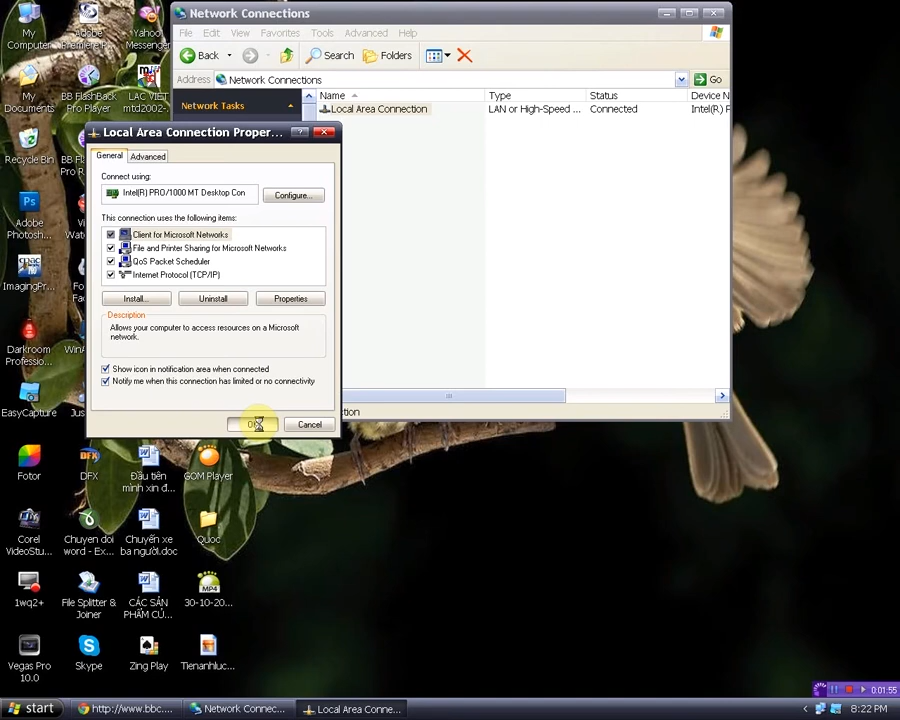 Network Connections
File Edit View Favorites Tools Advanced Help
Back Search Folders
Address Network Connections Go
Network Tasks
Name Type Status Device N
Local Area Connection LAN or High-Speed ... Connected Intel(R) P
Local Area Connection Proper...
General Advanced
Connect using:
Intel(R) PRO/1000 MT Desktop Con Configure...
This connection uses the following items:
Client for Microsoft Networks
File and Printer Sharing for Microsoft Networks
QoS Packet Scheduler
Internet Protocol (TCP/IP)
Install... Uninstall Properties
Description
Allows your computer to access resources on a Microsoft
network.
Show icon in notification area when connected
Notify me when this connection has limited or no connectivity
Cancel
My
Computer
Adobe
Premiere P...
Yahoo
Messenger
My
Documents
BB FlashBack
Pro Player
LAC VIET
mtd2002-
Recycle Bin
BB F
Pro R
Adobe
Photosh...
ImagingPr...
Darkroom
Professio...
EasyCapture
Fotor
DFX
Đầu tiên
mình xin đ...
GOM Player
Corel
VideoStu...
Chuyen doi
word - Ex...
Chuyến xe
ba người.doc
Quoc
1wq2+
File Splitter &
Joiner
CÁC SẢN
PHẨM CỦ...
MP4
30-10-20...
Vegas Pro
10.0
Skype
Zing Play
Tienanhluc...
0:01:55
start http://www.bbc.... Network Connec... Local Area Conne... 8:22 PM